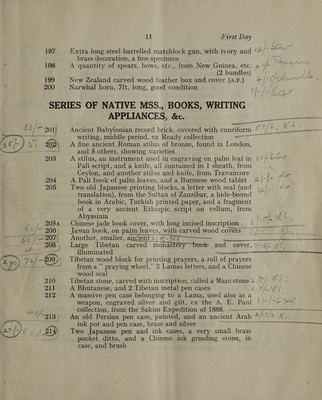 11 First Day
197 Extra long steel barrelled matchlock gun, with ivory and
brass decoration, a fine specimen
198 A quantity of spears, bows, etc., from New Guinea, etc.
(2 bundles)
199 New Zealand carved wood feather box and cover (A.F.)
200 Narwhal horn, 7ft. long, good condition
SERIES OF NATIVE MSS., BOOKS, WRITING
APPLIANCES, &c.
201 Ancient Babylonian record brick, covered with cuneiform
writing, middle period, ex Ready collection
202 A fine ancient Roman stilus of bronze, found in London,
and 8 others, showing varieties
203 A stilus, an instrument used in engraving on palm leaf in
Pali script, and a knife, all contained in 1 sheath, from
Ceylon, and another stilus and knife, from Travancore
204 A Pali book of palm leaves, and a Burmese wood tablet
205 Two old Japanese printing blocks, a letter with seal (and
translation), from the Sultan of Zanzibar, a hide-bound
book in Arabic, Turkish printed paper, and a fragment
of a very ancient Ethiopic script on vellum, from
Abyssinia
205A Chinese jade book cover, with long incised inscription
206 Javan book, on palm leaves, with carved wood covers
207 Another, smaller, ancient
208 Large Tibetan carved monastery book and cover,
illuminated
209 Tibetan wood block for printing prayers, a roll of prayers
from a "praying wheel," 2 Lamas letters, and a Chinese
wood seal
210 Tibetan stone, carved with inscription, called a Mani stone
211 A Bhutanese, and 2 Tibetan metal pen cases
212 A massive pen case belonging to a Lama, used also as a
weapon, engraved silver and gilt, ex the A. E. Paul
collection, from the Sakim Expedition of 1888.
213 An old Persian pen case, painted, and an ancient Arab
ink pot and pen case, brass and silver
214 Two Japanese pen and ink cases, a very small brass
pocket ditto, and a Chinese ink grinding stone, in
case, and brush